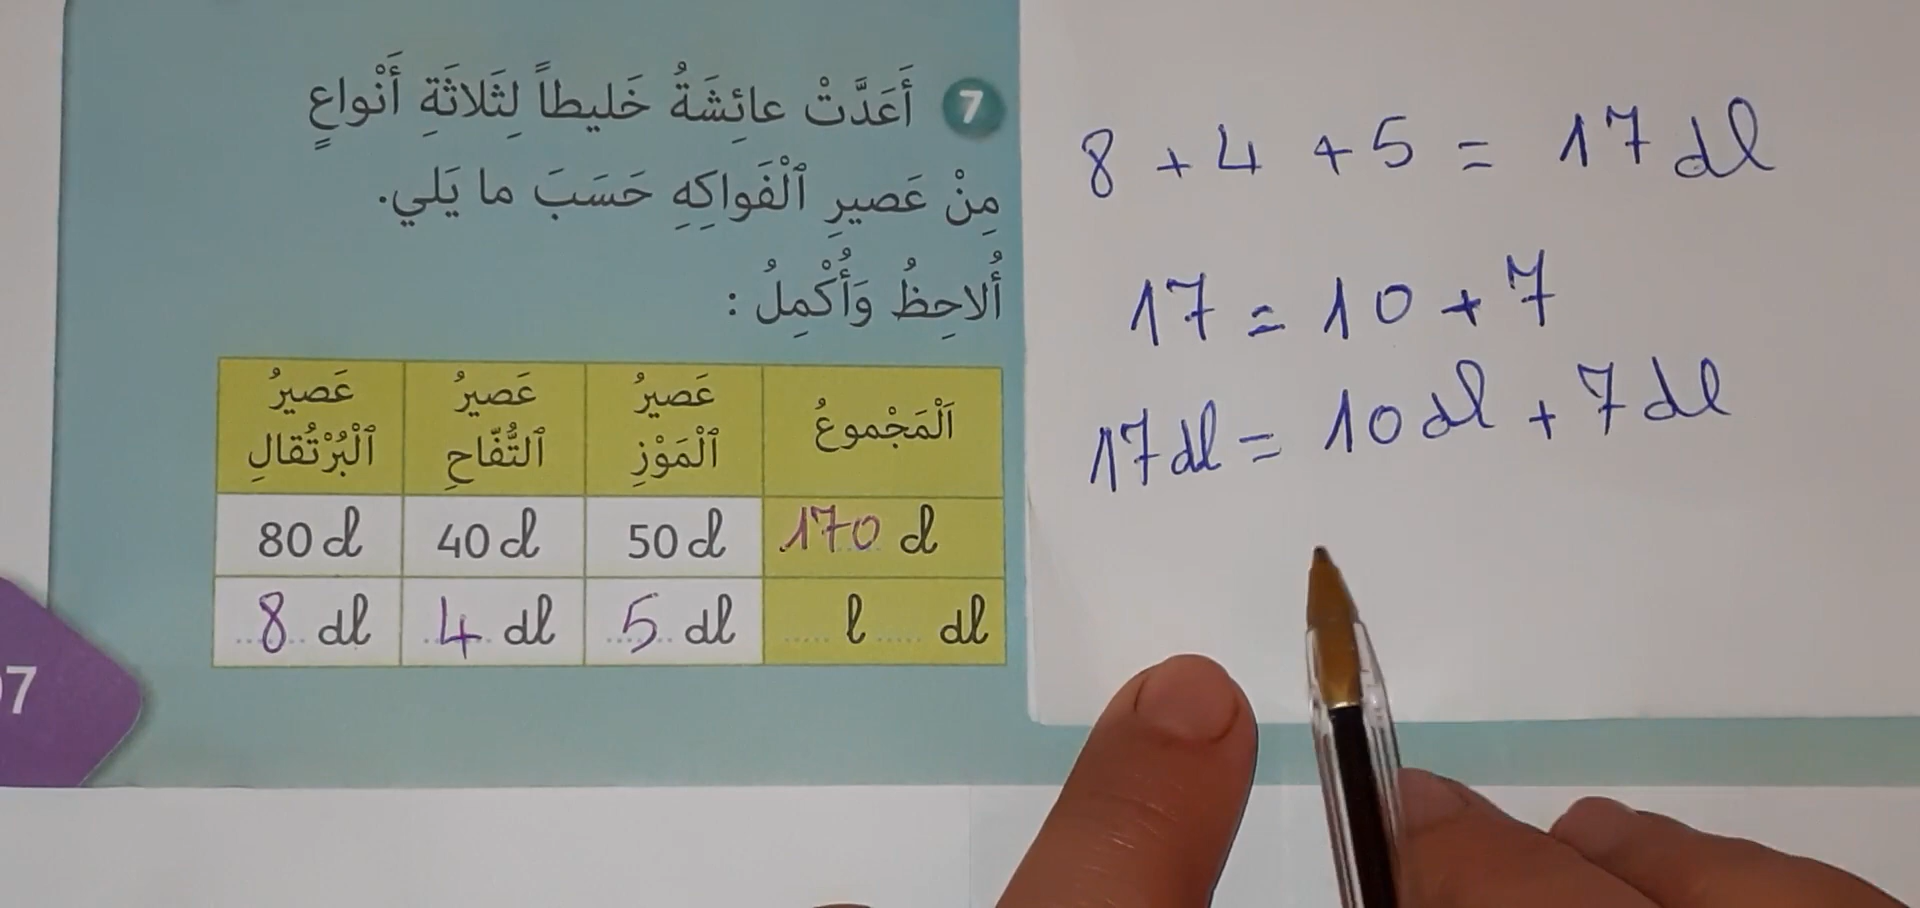 7 أَعَدَّتْ عائِشَةُ خَليطاً لِثَلاثَةِ أَنْواعٍ
مِنْ عَصيرِ ٱلْفَواكِهِ حَسَبَ ما يَلي.
أُلاحِظُ وَأُكْمِلُ :
عَصيرُ ٱلْبُرْتُقالِ عَصيرُ ٱلتُّفّاحِ عَصيرُ ٱلْمَوْزِ اَلْمَجْموعُ
80 cl 40 cl 50 cl 170 cl
8 dl 4 dl 5 dl ..... l ..... dl
8 + 4 + 5 = 17 dl
17 = 10 + 7
17 dl = 10 dl + 7 dl